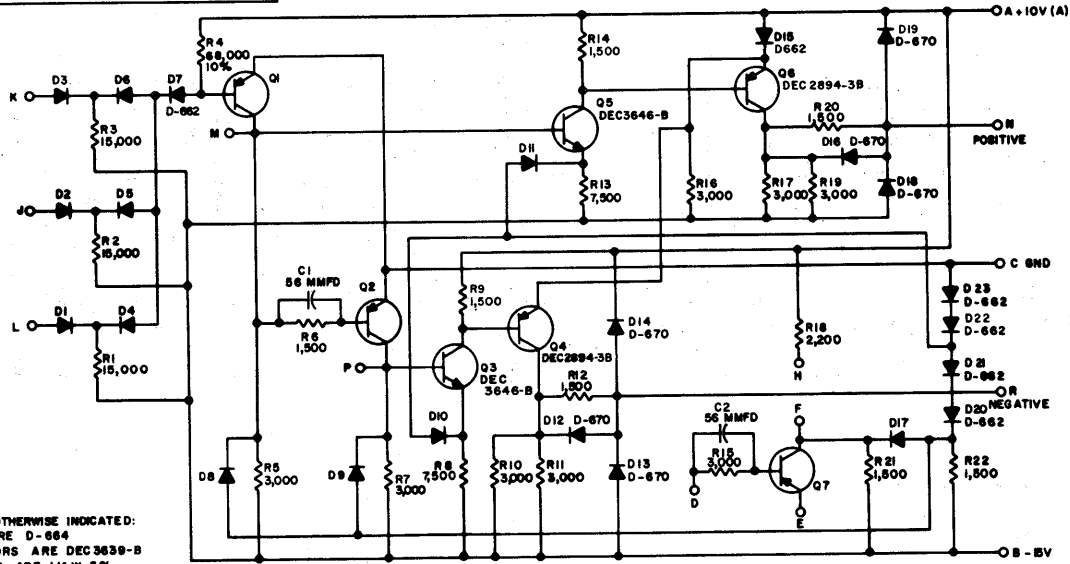 A +10V (A)
R4
68,000
10%
Q1
D3
D6
D7
D-662
K
R3
15,000
M
R14
1,500
D15
D662
D19
D-670
Q6
DEC 2894-3B
Q5
DEC3646-B
R20
1,500
N
POSITIVE
D16 D-670
D11
R13
7,500
R16
3,000
R17
3,000
R19
3,000
D18
D-670
J
D2
D5
R2
15,000
C GND
C1
56 MMFD
Q2
R6
1,500
R9
1,500
D23
D-662
D22
D-662
L
D1
D4
R1
15,000
Q4
DEC2894-3B
D14
D-670
R18
2,200
H
P
Q3
DEC
3646-B
R12
1,500
D21
D-662
R
NEGATIVE
D10
D12 D-670
C2
56 MMFD
F
D17
D20
D-662
D8
R5
3,000
D9
R7
3,000
R8
7,500
R10
3,000
R11
3,000
D13
D-670
R15
3,000
D
Q7
E
R21
1,500
R22
1,500
B -15V
OTHERWISE INDICATED:
RE D-664
ORS ARE DEC3639-B